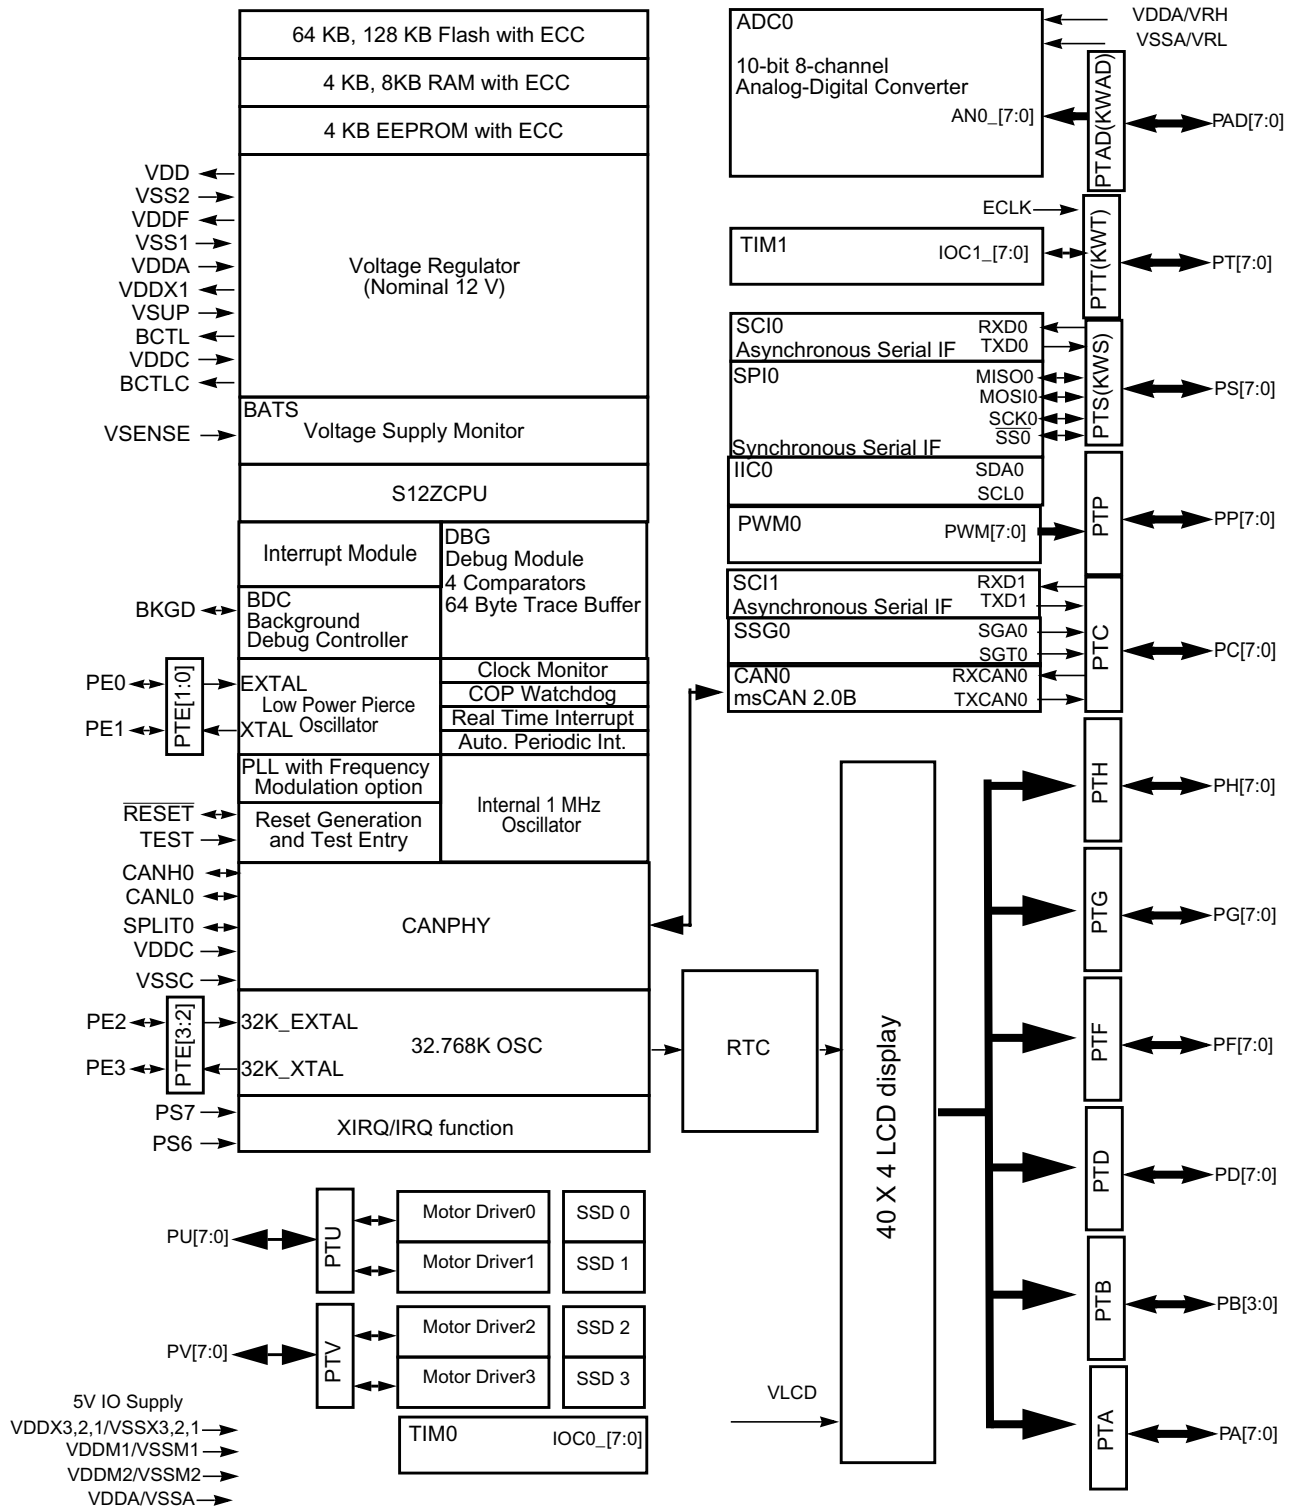 64 KB, 128 KB Flash with ECC
4 KB, 8KB RAM with ECC
4 KB EEPROM with ECC
VDD
VSS2
VDDF
VSS1
VDDA
VDDX1
VSUP
BCTL
VDDC
BCTLC
Voltage Regulator
(Nominal 12 V)
BATS
Voltage Supply Monitor
VSENSE
S12ZCPU
Interrupt Module
DBG
Debug Module
4 Comparators
64 Byte Trace Buffer
BKGD
BDC
Background
Debug Controller
PE0
PE1
PTE[1:0]
EXTAL
Low Power Pierce
XTAL Oscillator
Clock Monitor
COP Watchdog
Real Time Interrupt
Auto. Periodic Int.
PLL with Frequency
Modulation option
RESET
TEST
Reset Generation
and Test Entry
Internal 1 MHz
Oscillator
CANH0
CANL0
SPLIT0
VDDC
VSSC
CANPHY
PE2
PE3
PTE[3:2]
32K_EXTAL
32.768K OSC
32K_XTAL
PS7
PS6
XIRQ/IRQ function
RTC
PU[7:0]
PTU
Motor Driver0
SSD 0
Motor Driver1
SSD 1
PV[7:0]
PTV
Motor Driver2
SSD 2
Motor Driver3
SSD 3
5V IO Supply
VDDX3,2,1/VSSX3,2,1
VDDM1/VSSM1
VDDM2/VSSM2
VDDA/VSSA
TIM0
IOC0_[7:0]
ADC0
10-bit 8-channel
Analog-Digital Converter
AN0_[7:0]
VDDA/VRH
VSSA/VRL
PTAD(KWAD)
PAD[7:0]
ECLK
TIM1
IOC1_[7:0]
PTT(KWT)
PT[7:0]
SCI0
Asynchronous Serial IF
RXD0
TXD0
SPI0
Synchronous Serial IF
MISO0
MOSI0
SCK0
SS0
PTS(KWS)
PS[7:0]
IIC0
SDA0
SCL0
PWM0
PWM[7:0]
PTP
PP[7:0]
SCI1
Asynchronous Serial IF
RXD1
TXD1
SSG0
SGA0
SGT0
CAN0
msCAN 2.0B
RXCAN0
TXCAN0
PTC
PC[7:0]
40 X 4 LCD display
VLCD
PTH
PH[7:0]
PTG
PG[7:0]
PTF
PF[7:0]
PTD
PD[7:0]
PTB
PB[3:0]
PTA
PA[7:0]